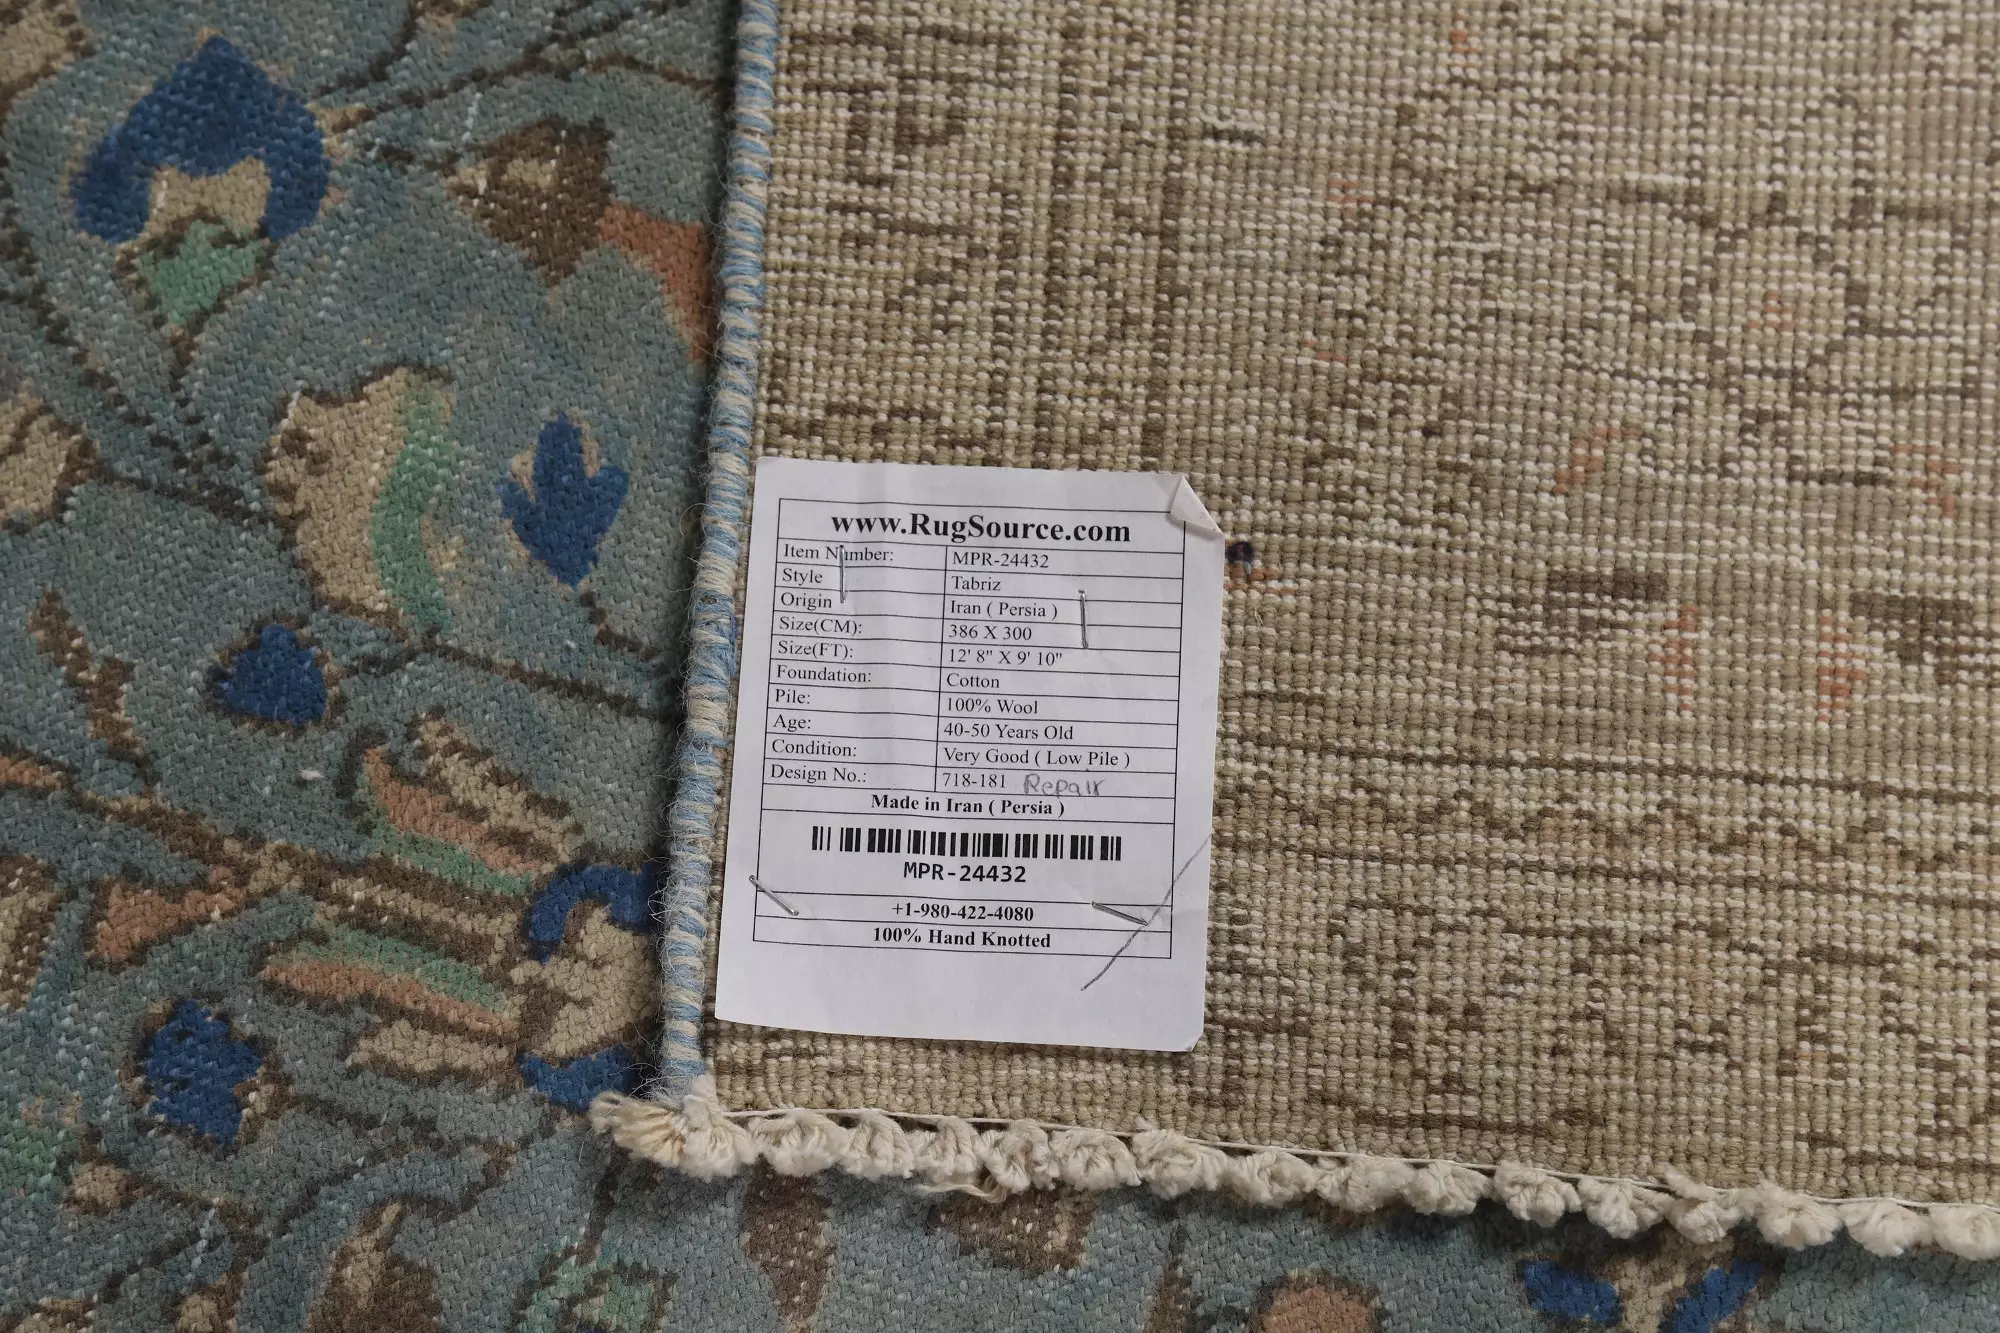 www.RugSource.com
Item Number: MPR-24432
Style Tabriz
Origin Iran ( Persia )
Size(CM): 386 X 300
Size(FT): 12' 8" X 9' 10"
Foundation: Cotton
Pile: 100% Wool
Age: 40-50 Years Old
Condition: Very Good ( Low Pile )
Design No.: 718-181 Repair
Made in Iran ( Persia )
MPR-24432
+1-980-422-4080
100% Hand Knotted